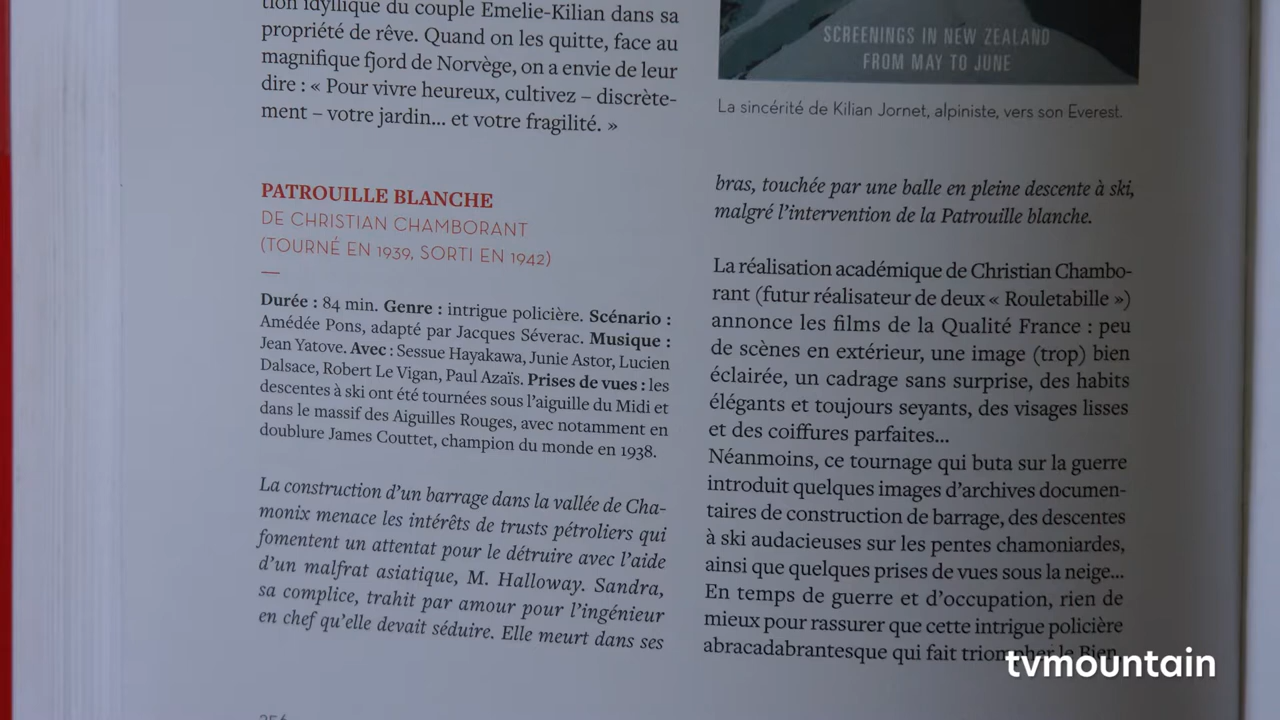 tion idyllique du couple Emelie-Kilian dans sa
propriété de rêve. Quand on les quitte, face au
magnifique fjord de Norvège, on a envie de leur
dire : « Pour vivre heureux, cultivez – discrète-
ment – votre jardin... et votre fragilité. »
PATROUILLE BLANCHE
DE CHRISTIAN CHAMBORANT
(TOURNÉ EN 1939, SORTI EN 1942)
—
Durée : 84 min. Genre : intrigue policière. Scénario :
Amédée Pons, adapté par Jacques Séverac. Musique :
Jean Yatove. Avec : Sessue Hayakawa, Junie Astor, Lucien
Dalsace, Robert Le Vigan, Paul Azaïs. Prises de vues : les
descentes à ski ont été tournées sous l'aiguille du Midi et
dans le massif des Aiguilles Rouges, avec notamment en
doublure James Couttet, champion du monde en 1938.
La construction d'un barrage dans la vallée de Cha-
monix menace les intérêts de trusts pétroliers qui
fomentent un attentat pour le détruire avec l'aide
d'un malfrat asiatique, M. Halloway. Sandra,
sa complice, trahit par amour pour l'ingénieur
en chef qu'elle devait séduire. Elle meurt dans ses
SCREENINGS IN NEW ZEALAND
FROM MAY TO JUNE
La sincérité de Kilian Jornet, alpiniste, vers son Everest.
bras, touchée par une balle en pleine descente à ski,
malgré l'intervention de la Patrouille blanche.
La réalisation académique de Christian Chambo-
rant (futur réalisateur de deux « Rouletabille »)
annonce les films de la Qualité France : peu
de scènes en extérieur, une image (trop) bien
éclairée, un cadrage sans surprise, des habits
élégants et toujours seyants, des visages lisses
et des coiffures parfaites...
Néanmoins, ce tournage qui buta sur la guerre
introduit quelques images d'archives documen-
taires de construction de barrage, des descentes
à ski audacieuses sur les pentes chamoniardes,
ainsi que quelques prises de vues sous la neige...
En temps de guerre et d'occupation, rien de
mieux pour rassurer que cette intrigue policière
abracadabrantesque qui fait triompher le Bien
tvmountain